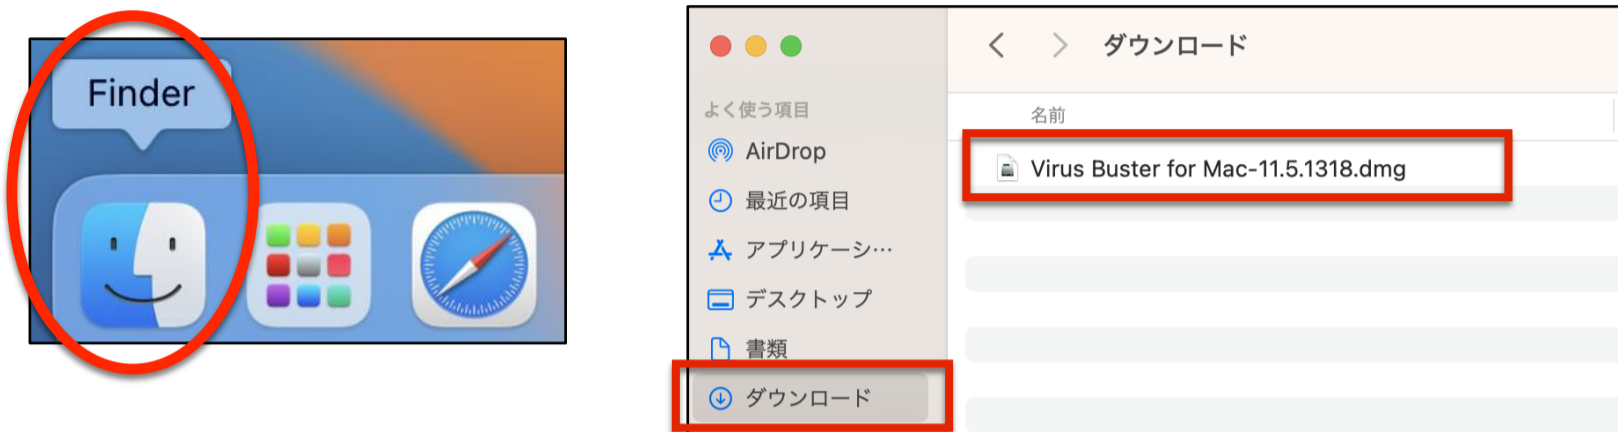 Finder
ダウンロード
よく使う項目
名前
AirDrop
Virus Buster for Mac-11.5.1318.dmg
最近の項目
アプリケーシ…
デスクトップ
書類
ダウンロード